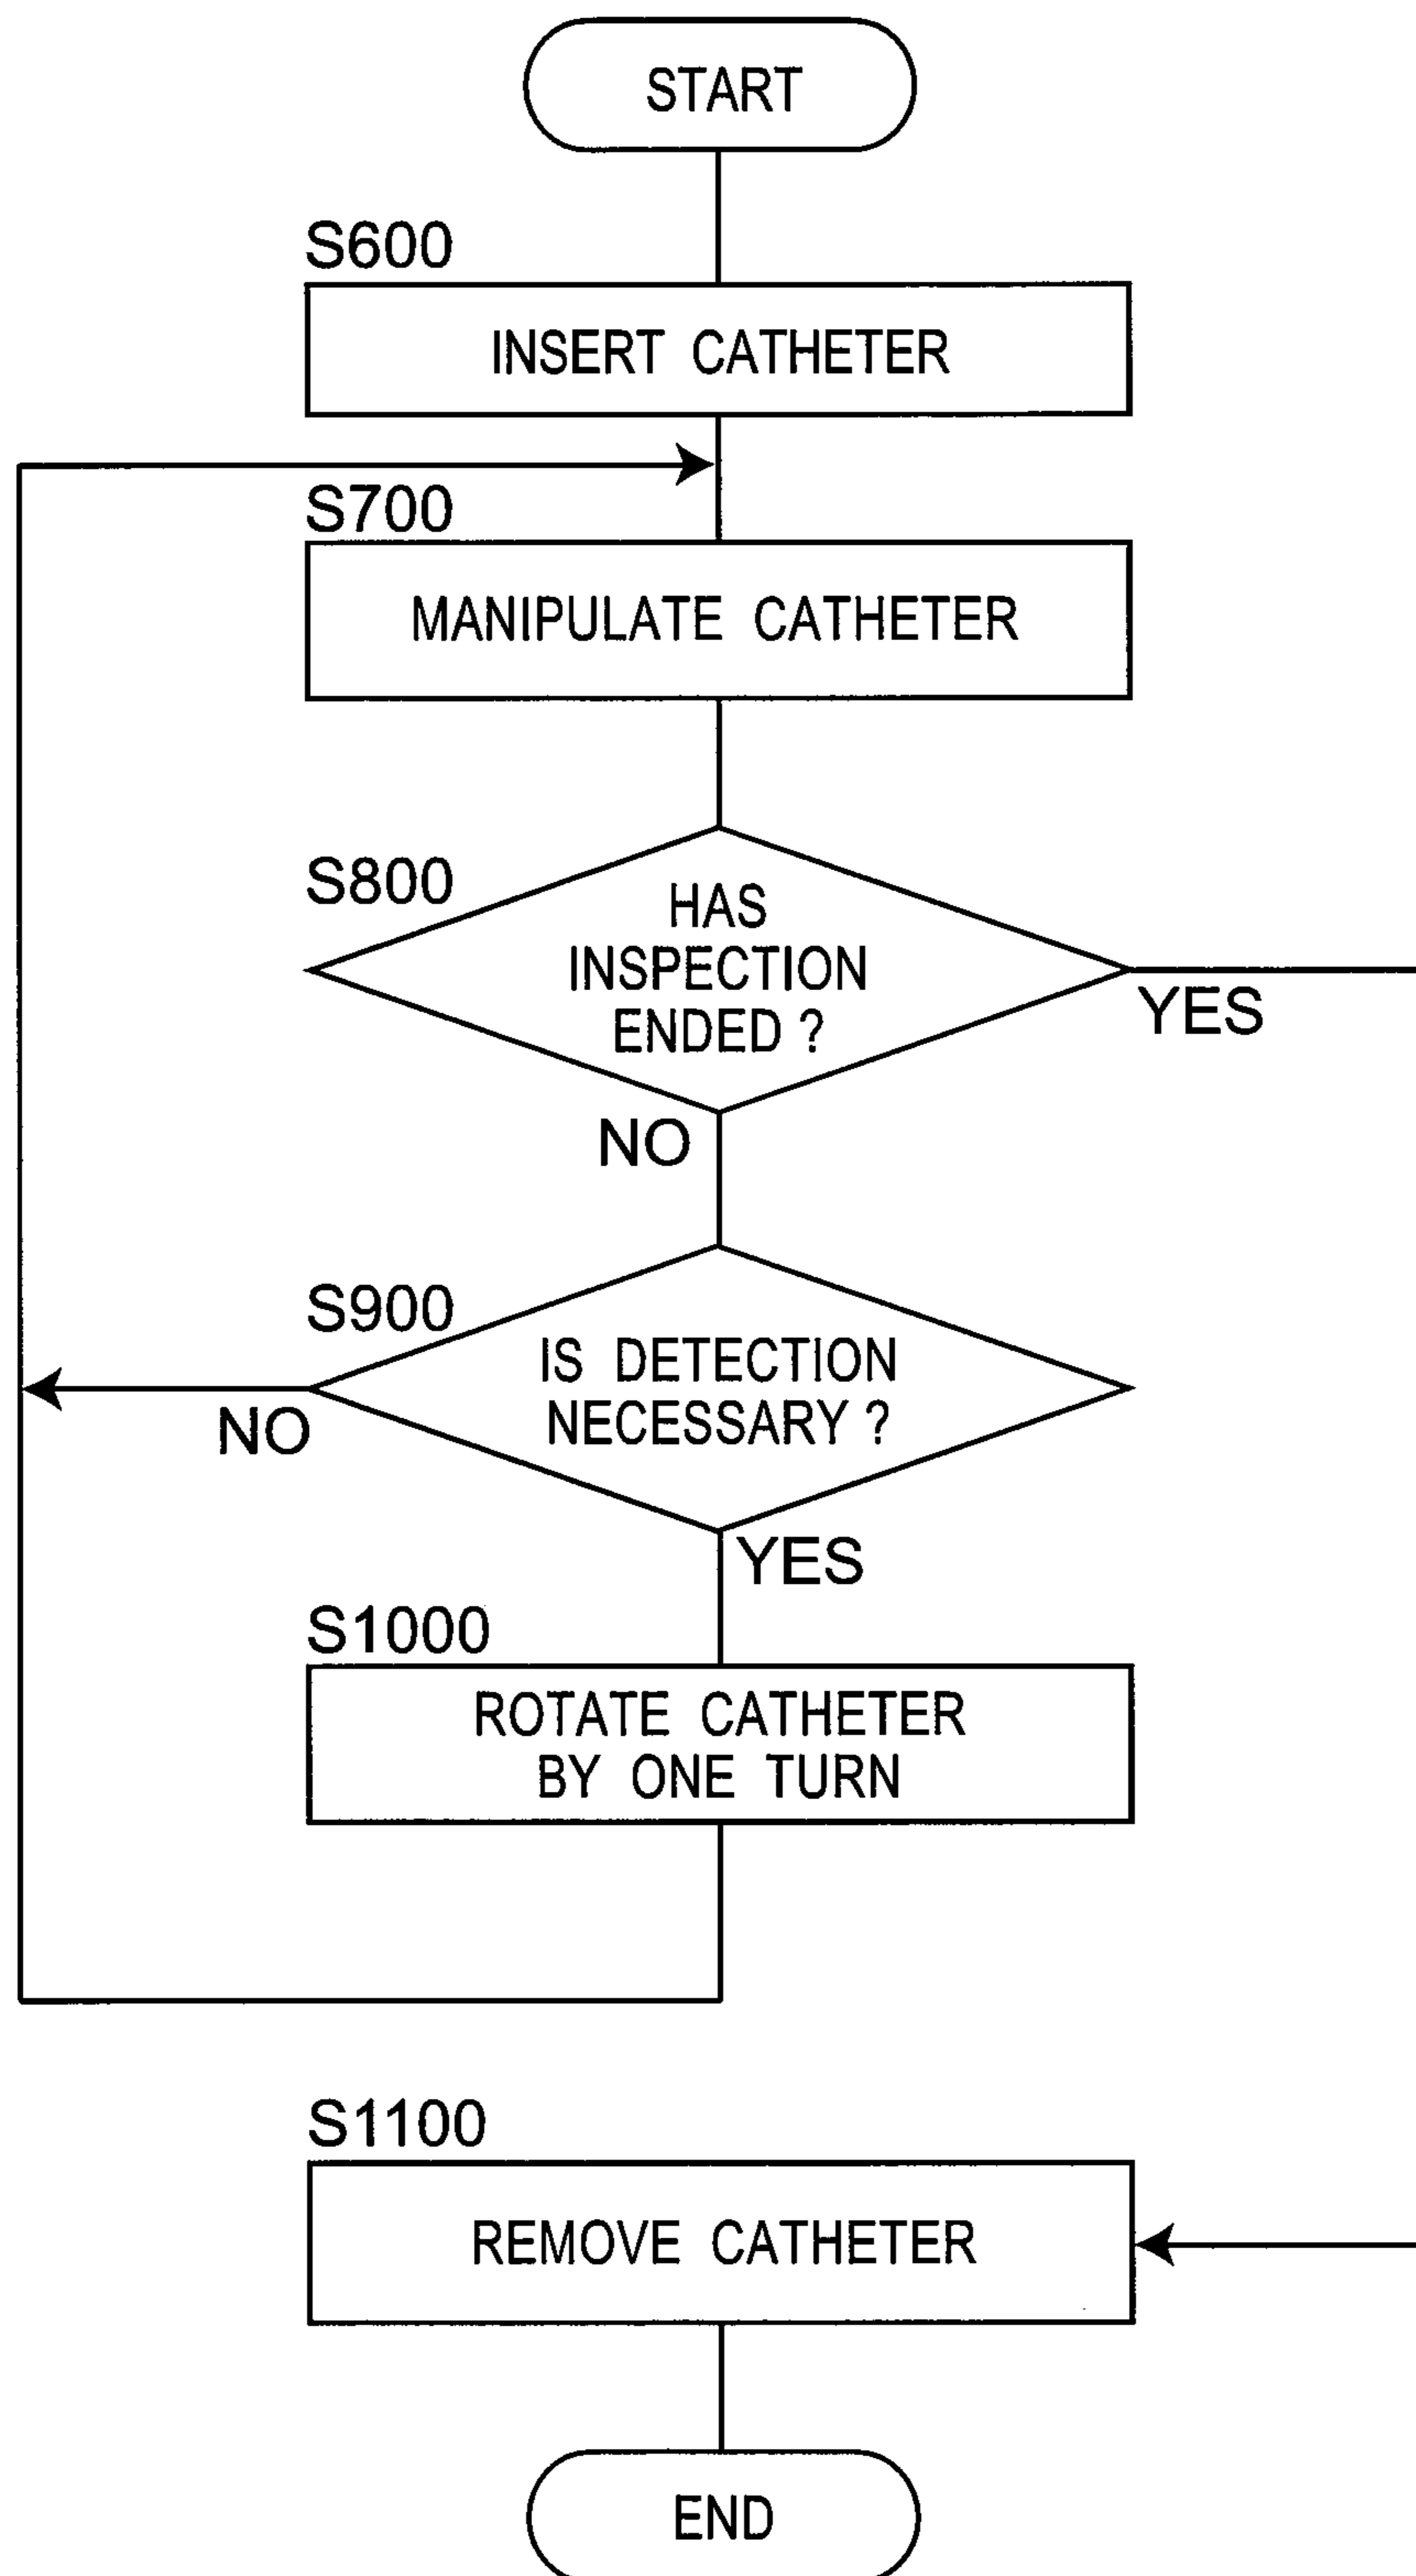 START
S600
INSERT CATHETER
S700
MANIPULATE CATHETER
S800
HAS
INSPECTION
ENDED ?
YES
NO
S900
IS DETECTION
NECESSARY ?
NO
YES
S1000
ROTATE CATHETER
BY ONE TURN
S1100
REMOVE CATHETER
END